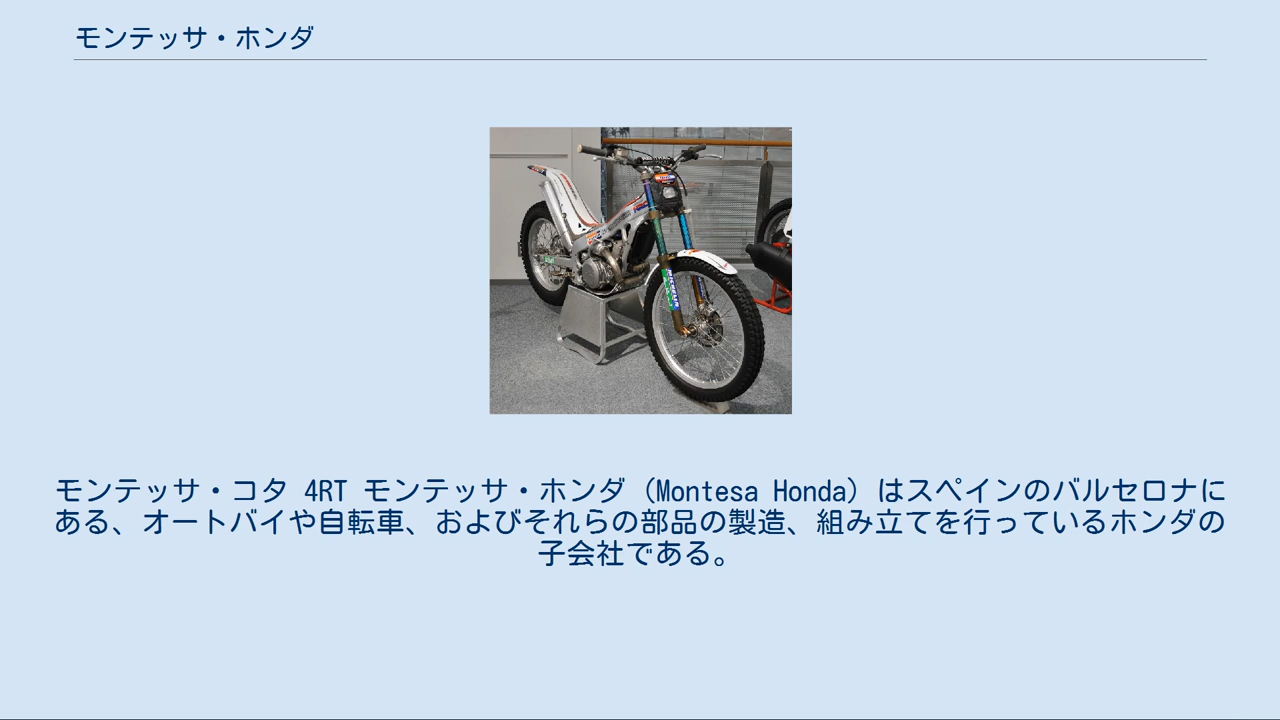 モンテッサ・ホンダ
モンテッサ・コタ 4RT モンテッサ・ホンダ (Montesa Honda) はスペインのバルセロナに
ある、オートバイや自転車、およびそれらの部品の製造、組み立てを行っているホンダの
子会社である。